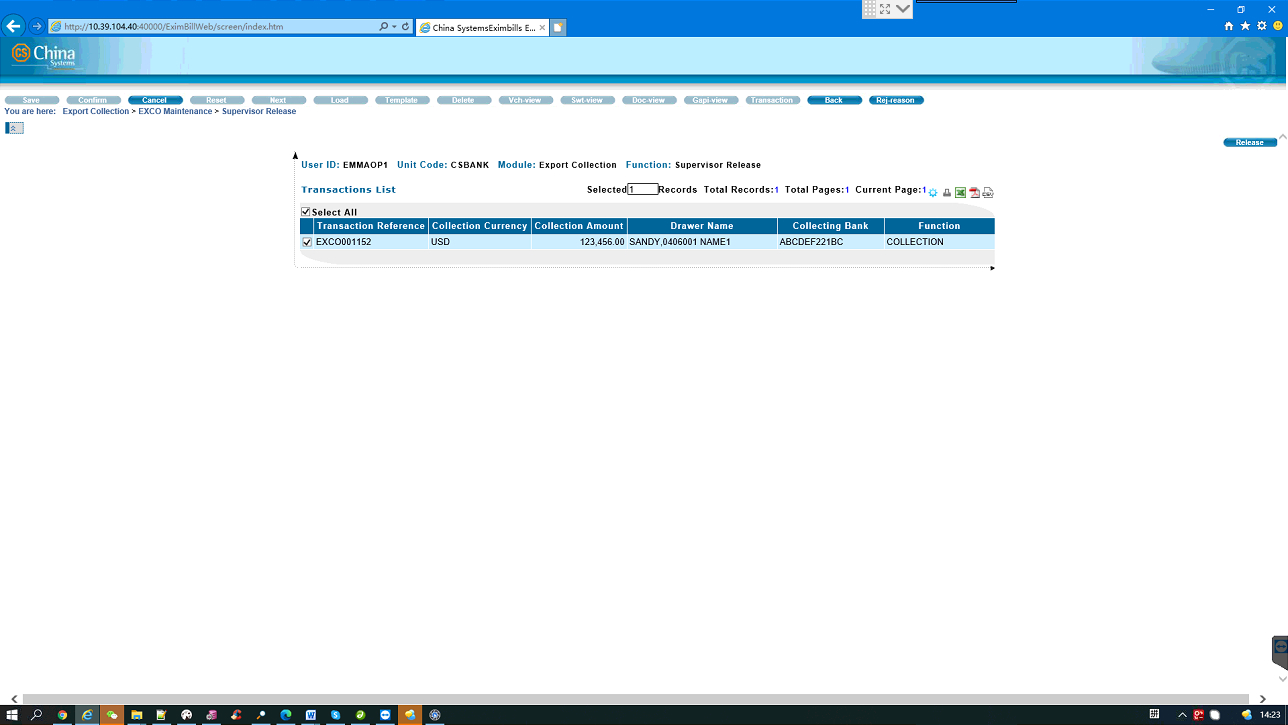 http://10.39.104.40:40000/EximBillWeb/screen/index.htm
China SystemsEximbills E...
CS China
Systems
Save Confirm Cancel Reset Next Load Template Delete Vch-view Swt-view Doc-view Gapi-view Transaction Back Rej-reason
You are here: Export Collection > EXCO Maintenance > Supervisor Release
Release
User ID: EMMAOP1 Unit Code: CSBANK Module: Export Collection Function: Supervisor Release
Transactions List Selected 1 Records Total Records:1 Total Pages:1 Current Page:1
Select All
Transaction Reference Collection Currency Collection Amount Drawer Name Collecting Bank Function
EXCO001152 USD 123,456.00 SANDY,0406001 NAME1 ABCDEF221BC COLLECTION
14:23